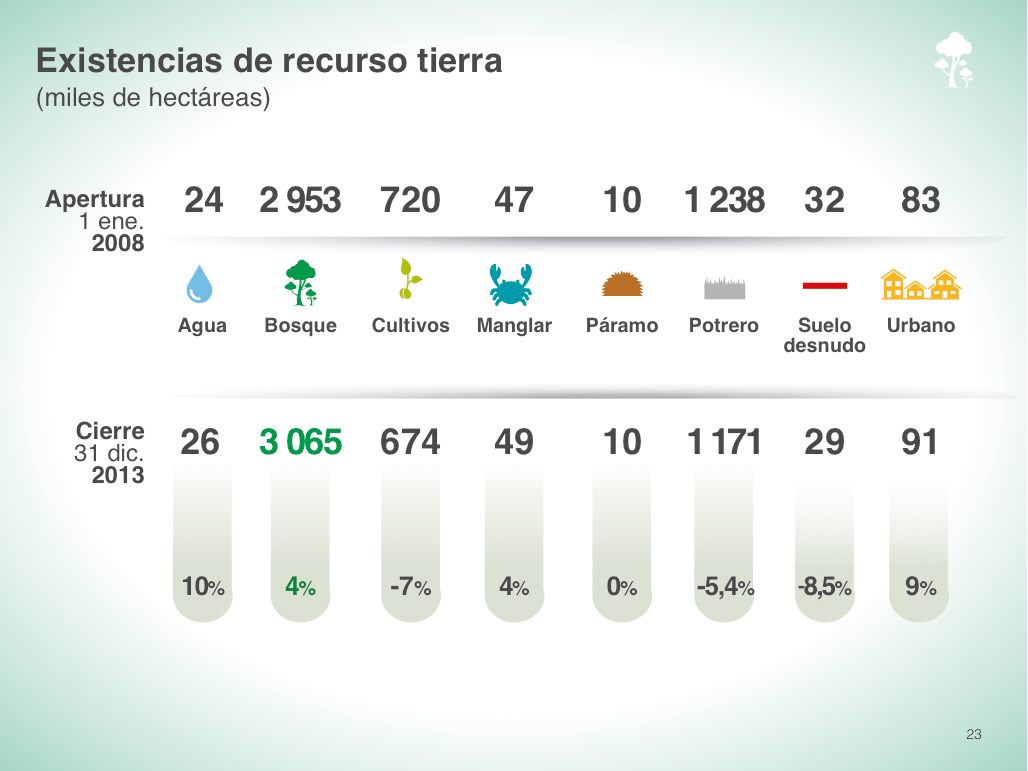 Existencias de recurso tierra
(miles de hectáreas)
Apertura
1 ene.
2008
24 2 953 720 47 10 1 238 32 83
Agua Bosque Cultivos Manglar Páramo Potrero Suelo desnudo Urbano
Cierre
31 dic.
2013
26 3 065 674 49 10 1 171 29 91
10% 4% -7% 4% 0% -5,4% -8,5% 9%
23